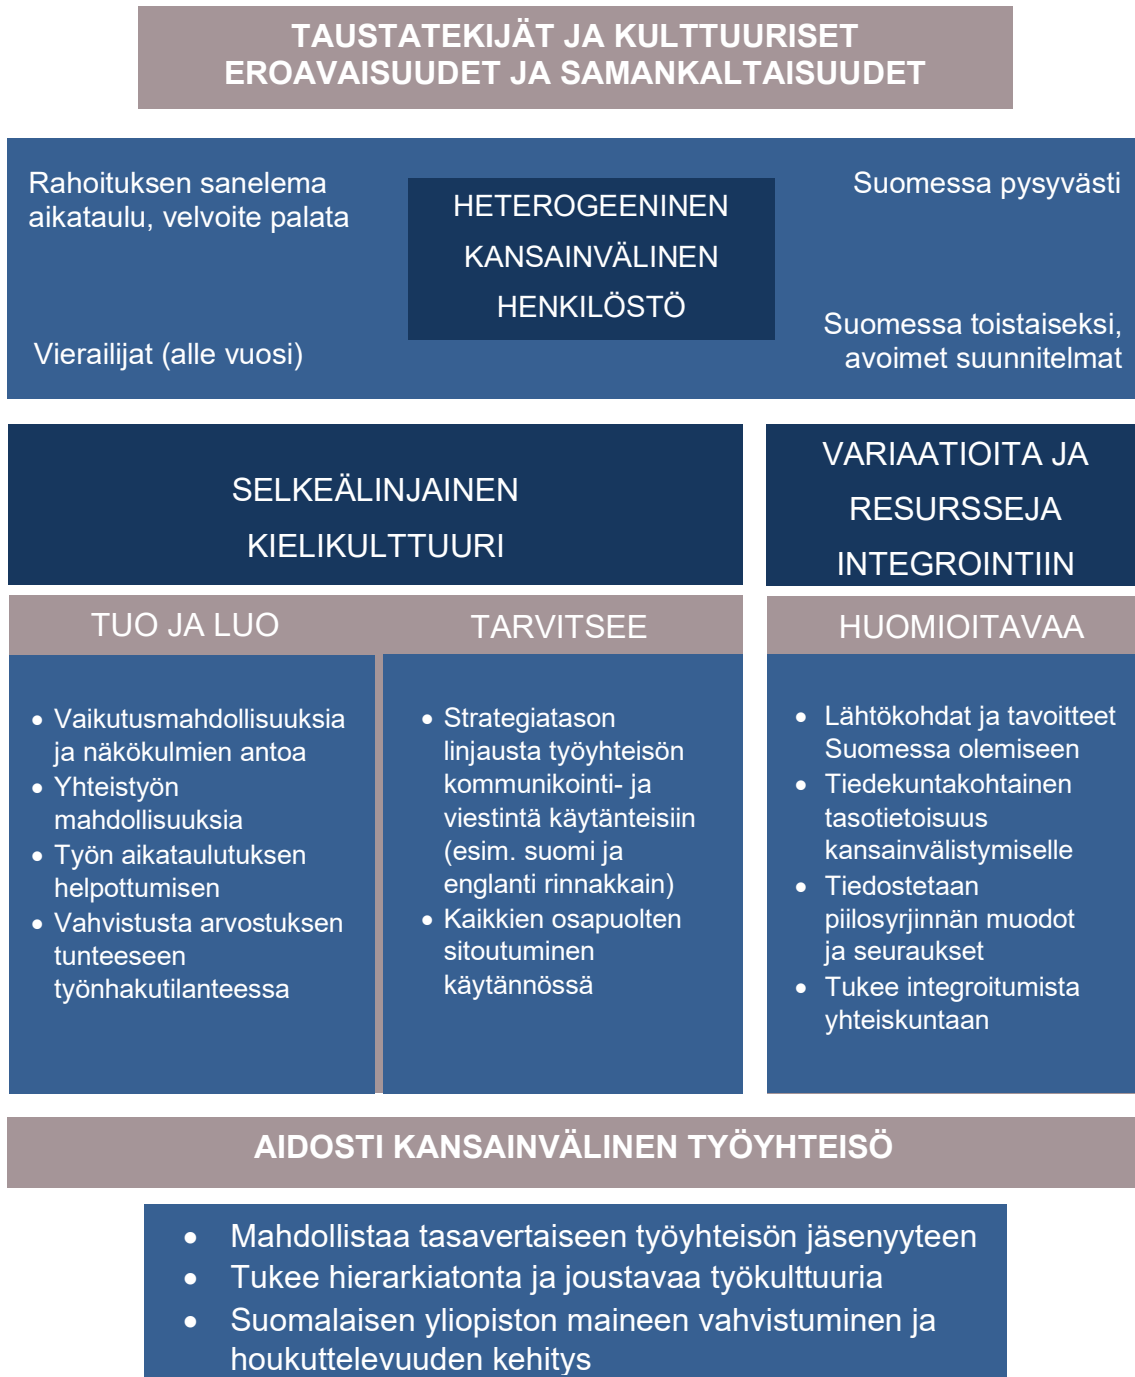 TAUSTATEKIJÄT JA KULTTUURISET
EROAVAISUUDET JA SAMANKALTAISUUDET
Rahoituksen sanelema
aikataulu, velvoite palata
Vierailijat (alle vuosi)
HETEROGEENINEN
KANSAINVÄLINEN
HENKILÖSTÖ
Suomessa pysyvästi
Suomessa toistaiseksi,
avoimet suunnitelmat
SELKEÄLINJAINEN
KIELIKULTTUURI
TUO JA LUO
• Vaikutusmahdollisuuksia
ja näkökulmien antoa
• Yhteistyön
mahdollisuuksia
• Työn aikataulutuksen
helpottumisen
• Vahvistusta arvostuksen
tunteeseen
työnhakutilanteessa
TARVITSEE
• Strategiatason
linjausta työyhteisön
kommunikointi- ja
viestintä käytänteisiin
(esim. suomi ja
englanti rinnakkain)
• Kaikkien osapuolten
sitoutuminen
käytännössä
VARIAATIOITA JA
RESURSSEJA
INTEGROINTIIN
HUOMIOITAVAA
• Lähtökohdat ja tavoitteet
Suomessa olemiseen
• Tiedekuntakohtainen
tasotietoisuus
kansainvälistymiselle
• Tiedostetaan
piilosyrjinnän muodot
ja seuraukset
• Tukee integroitumista
yhteiskuntaan
AIDOSTI KANSAINVÄLINEN TYÖYHTEISÖ
• Mahdollistaa tasavertaiseen työyhteisön jäsenyyteen
• Tukee hierarkiatonta ja joustavaa työkulttuuria
• Suomalaisen yliopiston maineen vahvistuminen ja
houkuttelevuuden kehitys